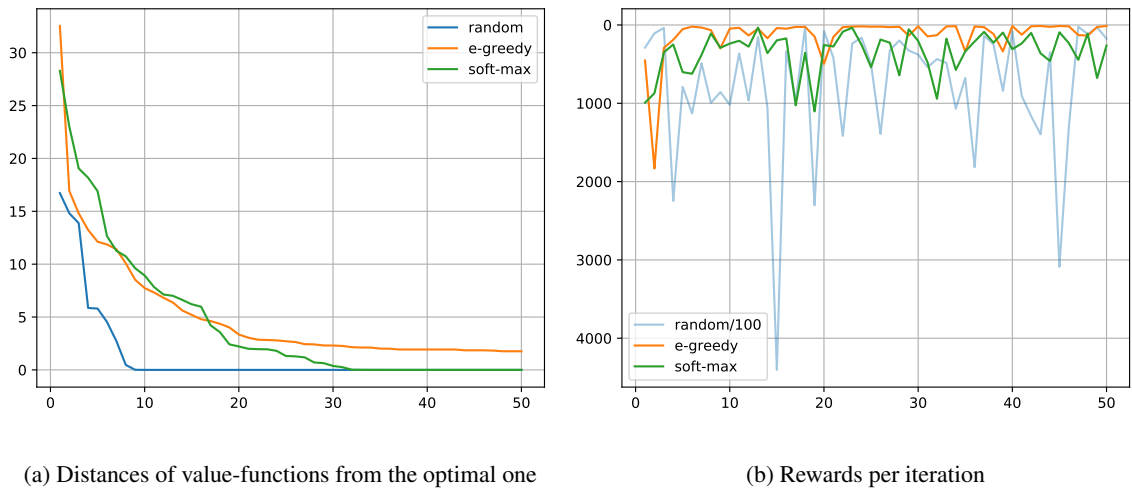 random
e-greedy
soft-max
30
25
20
15
10
5
0
0 10 20 30 40 50
(a) Distances of value-functions from the optimal one
0
1000
2000
3000
4000
random/100
e-greedy
soft-max
0 10 20 30 40 50
(b) Rewards per iteration